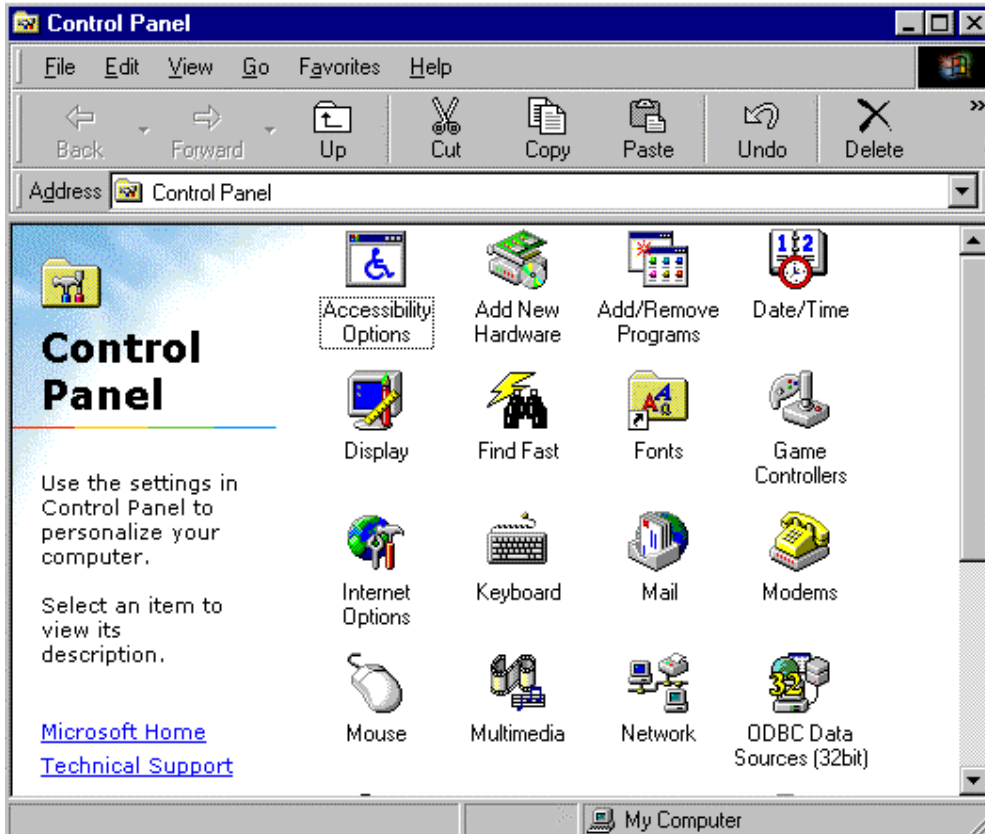 Control Panel
File Edit View Go Favorites Help
Back Forward Up Cut Copy Paste Undo Delete »
Address Control Panel
Control
Panel
Use the settings in
Control Panel to
personalize your
computer.
Select an item to
view its
description.
Microsoft Home
Technical Support
12
Accessibility
Options
Add New
Hardware
Add/Remove
Programs
Date/Time
Display
Find Fast
Fonts
Game
Controllers
Internet
Options
Keyboard
Mail
Modems
Mouse
Multimedia
Network
32
ODBC Data
Sources (32bit)
My Computer